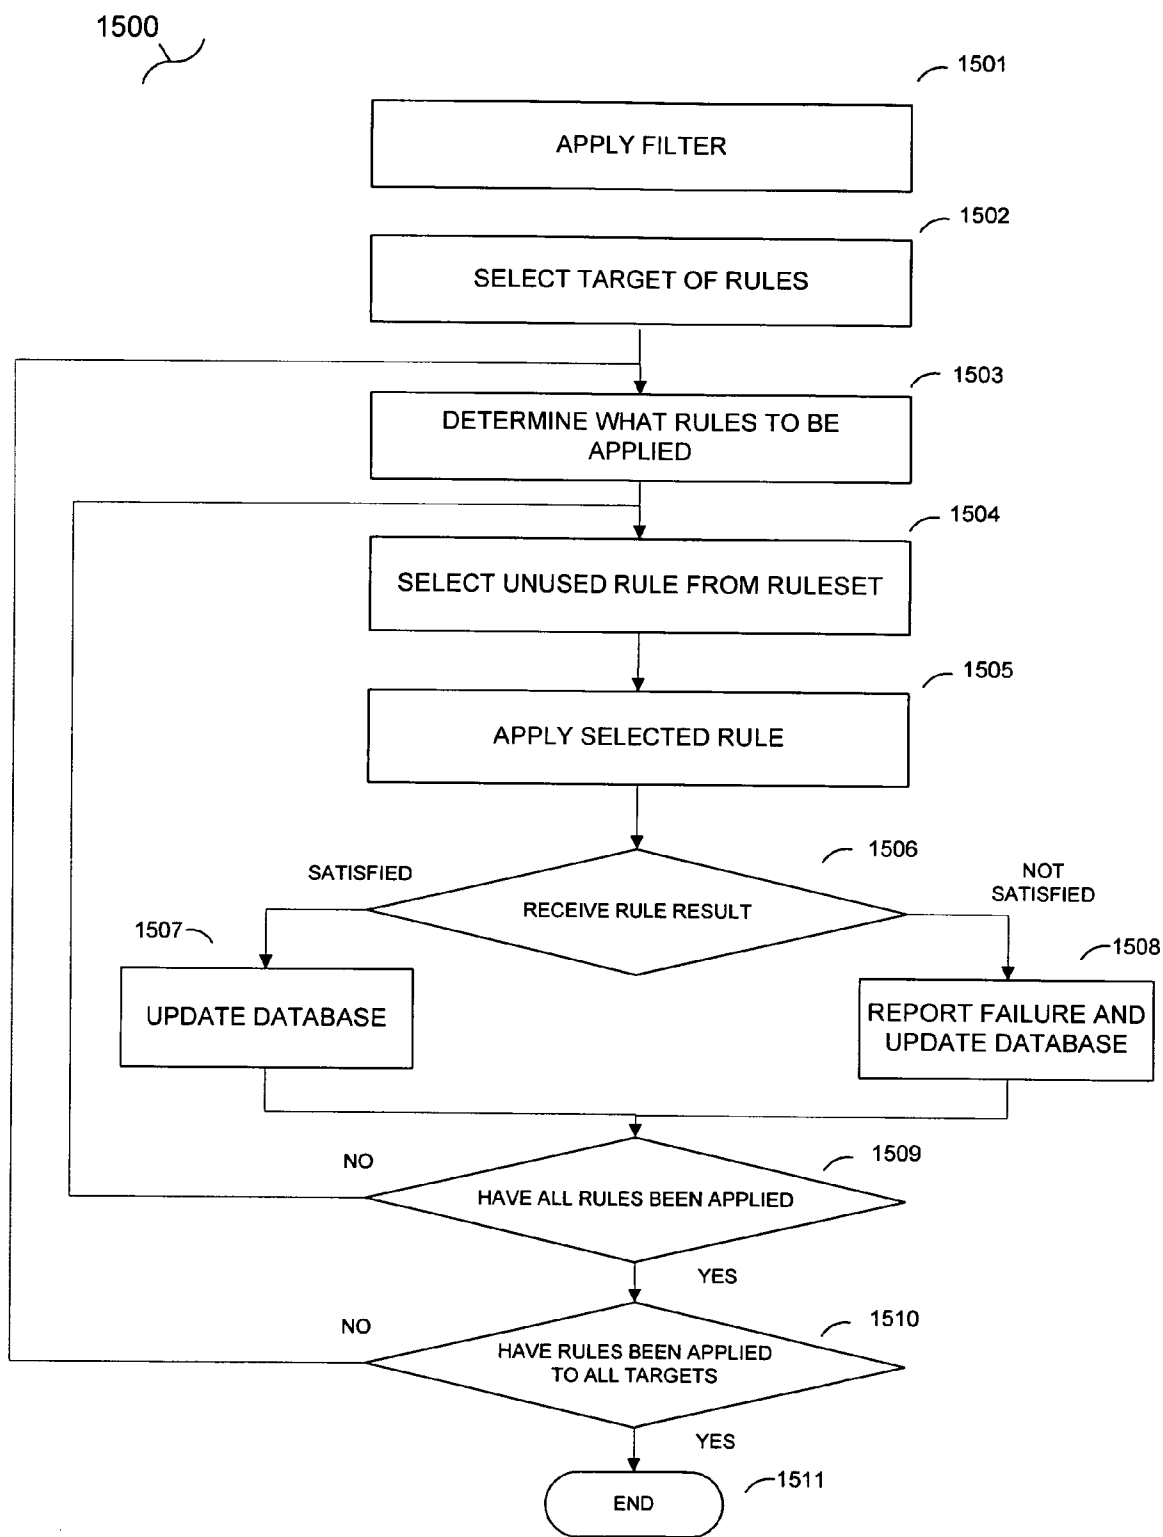 1500
1501
APPLY FILTER
1502
SELECT TARGET OF RULES
1503
DETERMINE WHAT RULES TO BE
APPLIED
1504
SELECT UNUSED RULE FROM RULESET
1505
APPLY SELECTED RULE
1506
SATISFIED
NOT
SATISFIED
RECEIVE RULE RESULT
1507
1508
UPDATE DATABASE
REPORT FAILURE AND
UPDATE DATABASE
1509
NO
HAVE ALL RULES BEEN APPLIED
YES
1510
NO
HAVE RULES BEEN APPLIED
TO ALL TARGETS
YES
1511
END